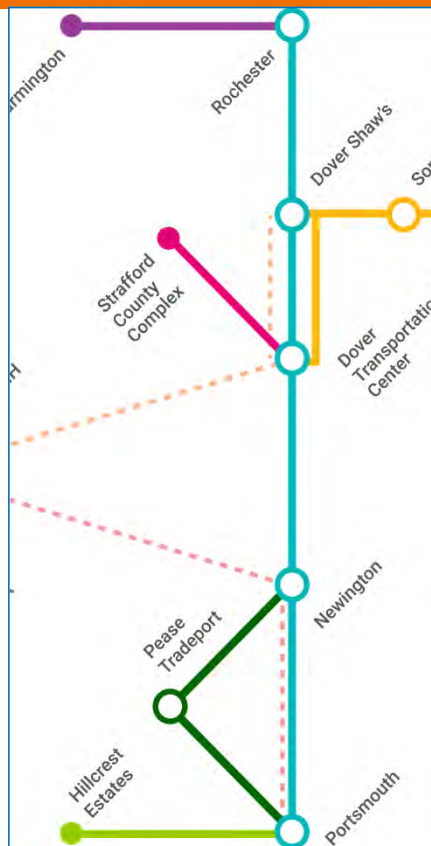 Rochester
Dover Shaw's
Strafford
County
Complex
Dover
Transportation
Center
Newington
Pease
Tradeport
Hillcrest
Estates
Portsmouth